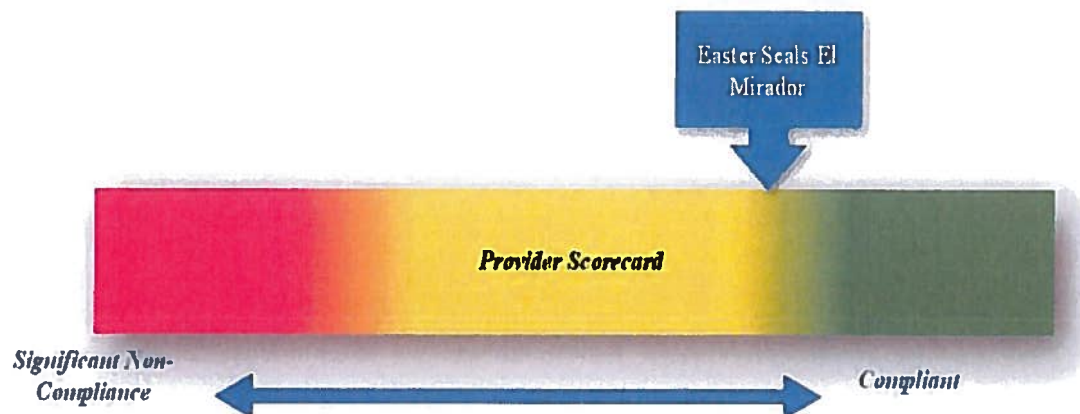 Easter Seals El
Mirador
Provider Scorecard
Significant Non-
Compliance
Compliant